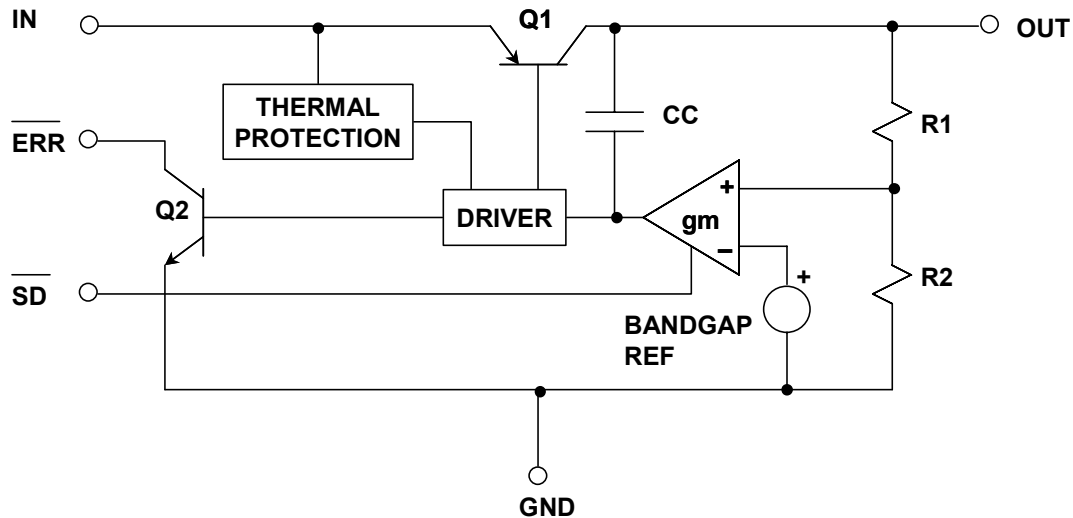 IN
Q1
OUT
THERMAL
PROTECTION
CC
R1
ERR
Q2
DRIVER
+
gm
–
SD
+
R2
BANDGAP
REF
GND